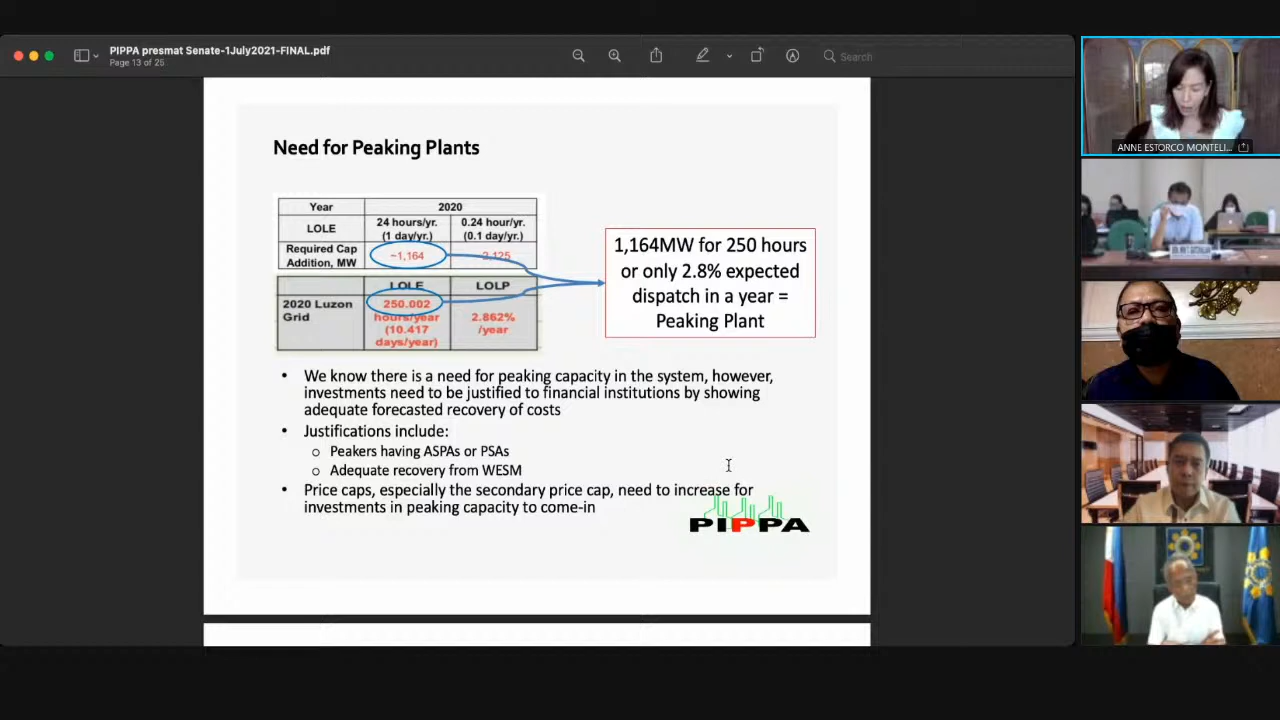 PIPPA presmat Senate-1July2021-FINAL.pdf
Page 13 of 25
Search
Need for Peaking Plants
Year 2020
LOLE 24 hours/yr. (1 day/yr.) 0.24 hour/yr. (0.1 day/yr.)
Required Cap Addition, MW ~1,164 2,125
LOLE LOLP
2020 Luzon Grid 250.002 hours/year (10.417 days/year) 2.862% /year
1,164MW for 250 hours
or only 2.8% expected
dispatch in a year =
Peaking Plant
• We know there is a need for peaking capacity in the system, however,
investments need to be justified to financial institutions by showing
adequate forecasted recovery of costs
• Justifications include:
o Peakers having ASPAs or PSAs
o Adequate recovery from WESM
• Price caps, especially the secondary price cap, need to increase for
investments in peaking capacity to come-in
PIPPA
ANNE ESTORCO MONTELI...